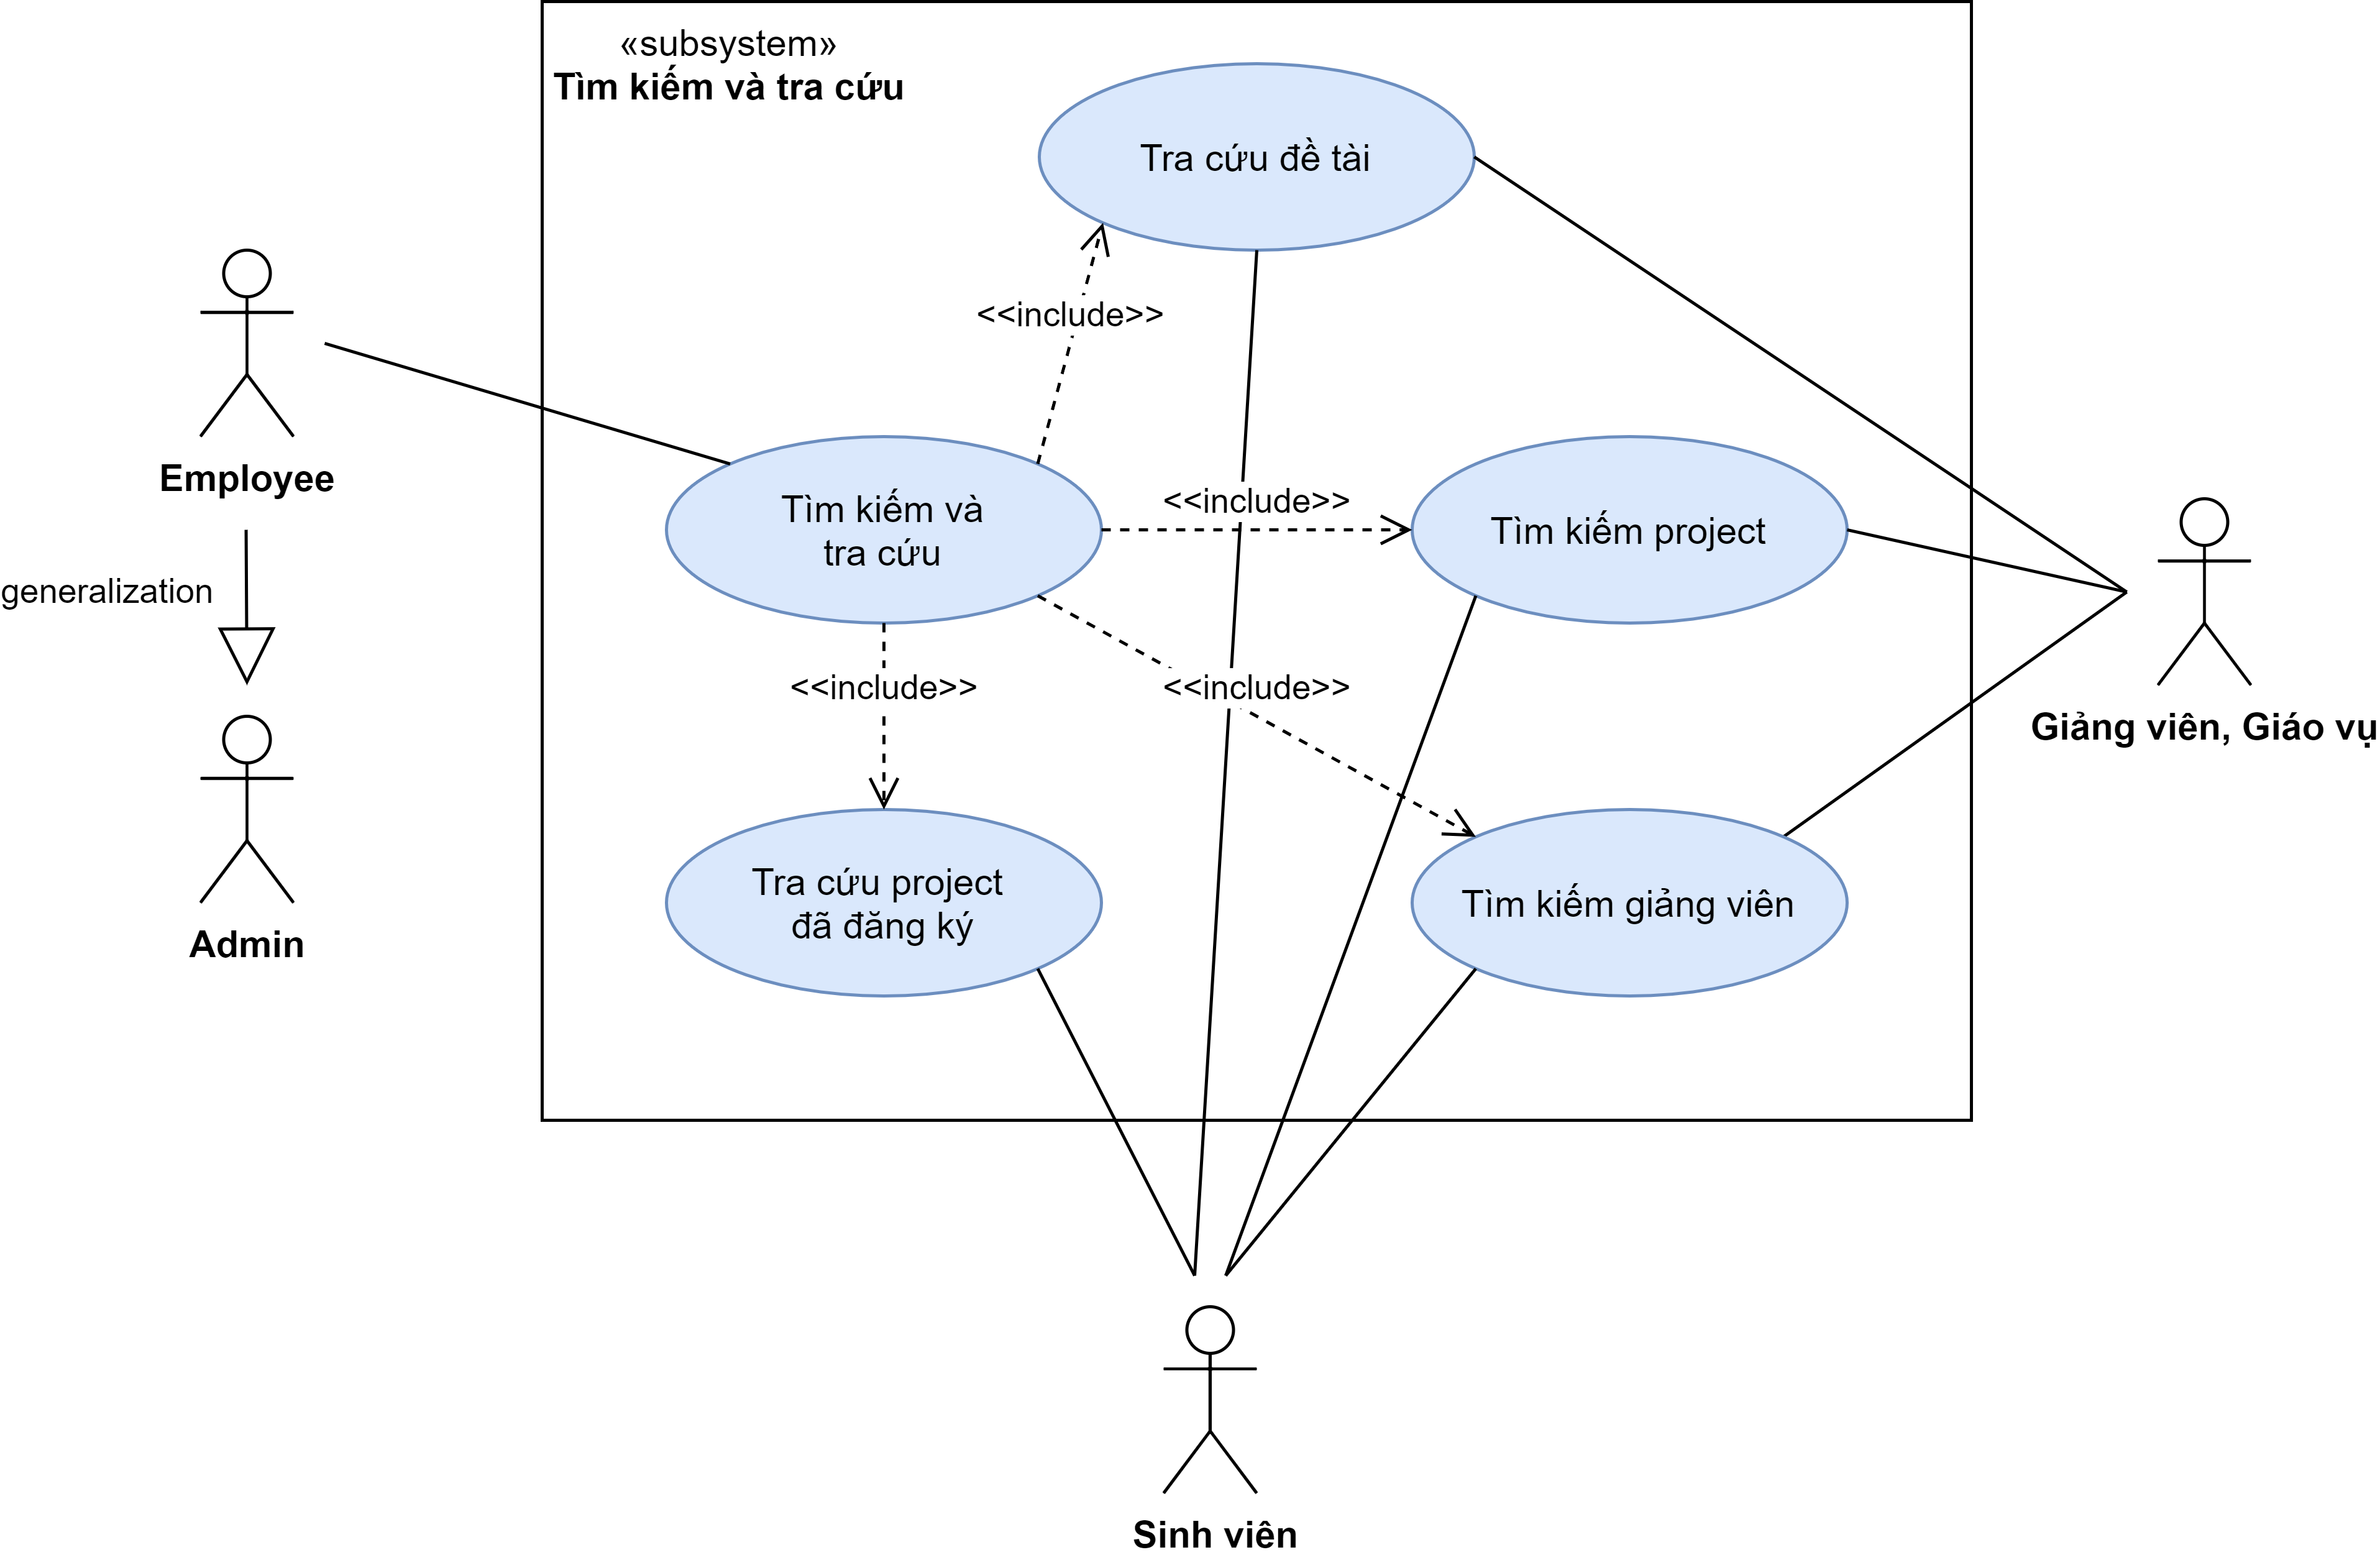 «subsystem»
Tìm kiếm và tra cứu
Tra cứu đề tài
<<include>>
Employee
Tìm kiếm và
tra cứu
<<include>>
Tìm kiếm project
generalization
<<include>>
<<include>>
Giảng viên, Giáo vụ
Tra cứu project
đã đăng ký
Tìm kiếm giảng viên
Admin
Sinh viên